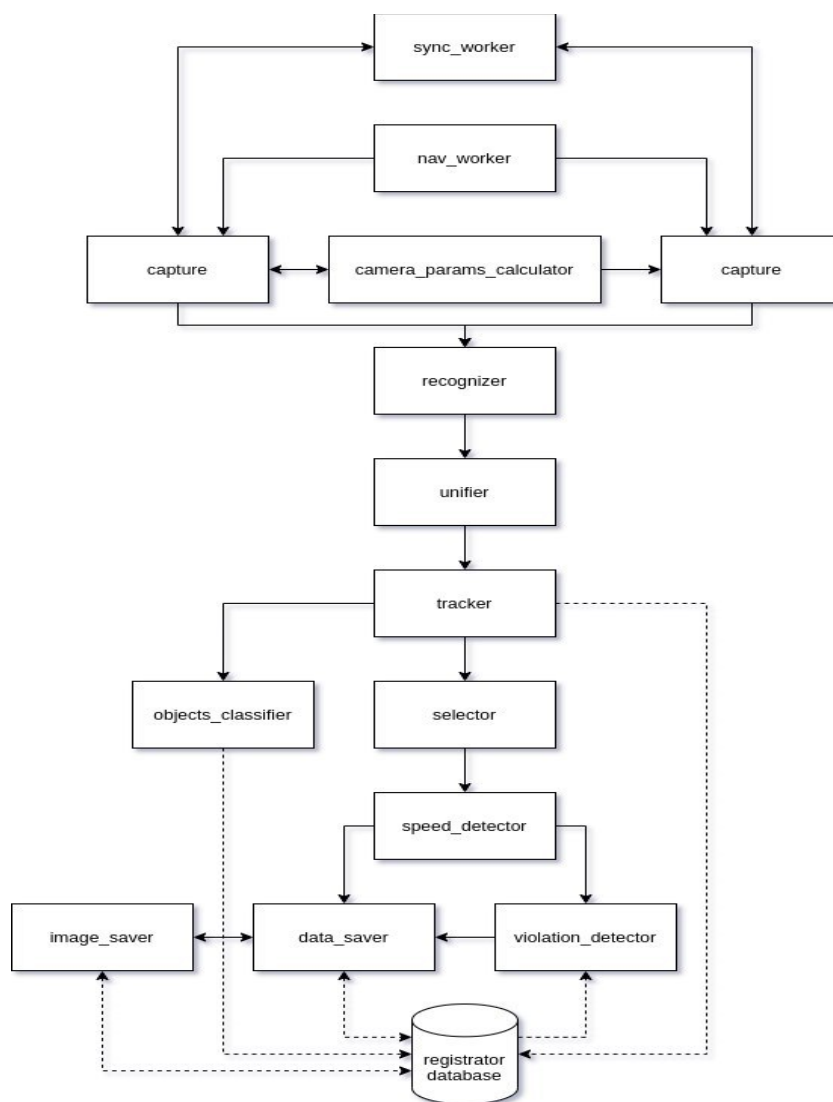 sync_worker
nav_worker
capture
camera_params_calculator
capture
recognizer
unifier
tracker
objects_classifier
selector
speed_detector
image_saver
data_saver
violation_detector
registrator
database